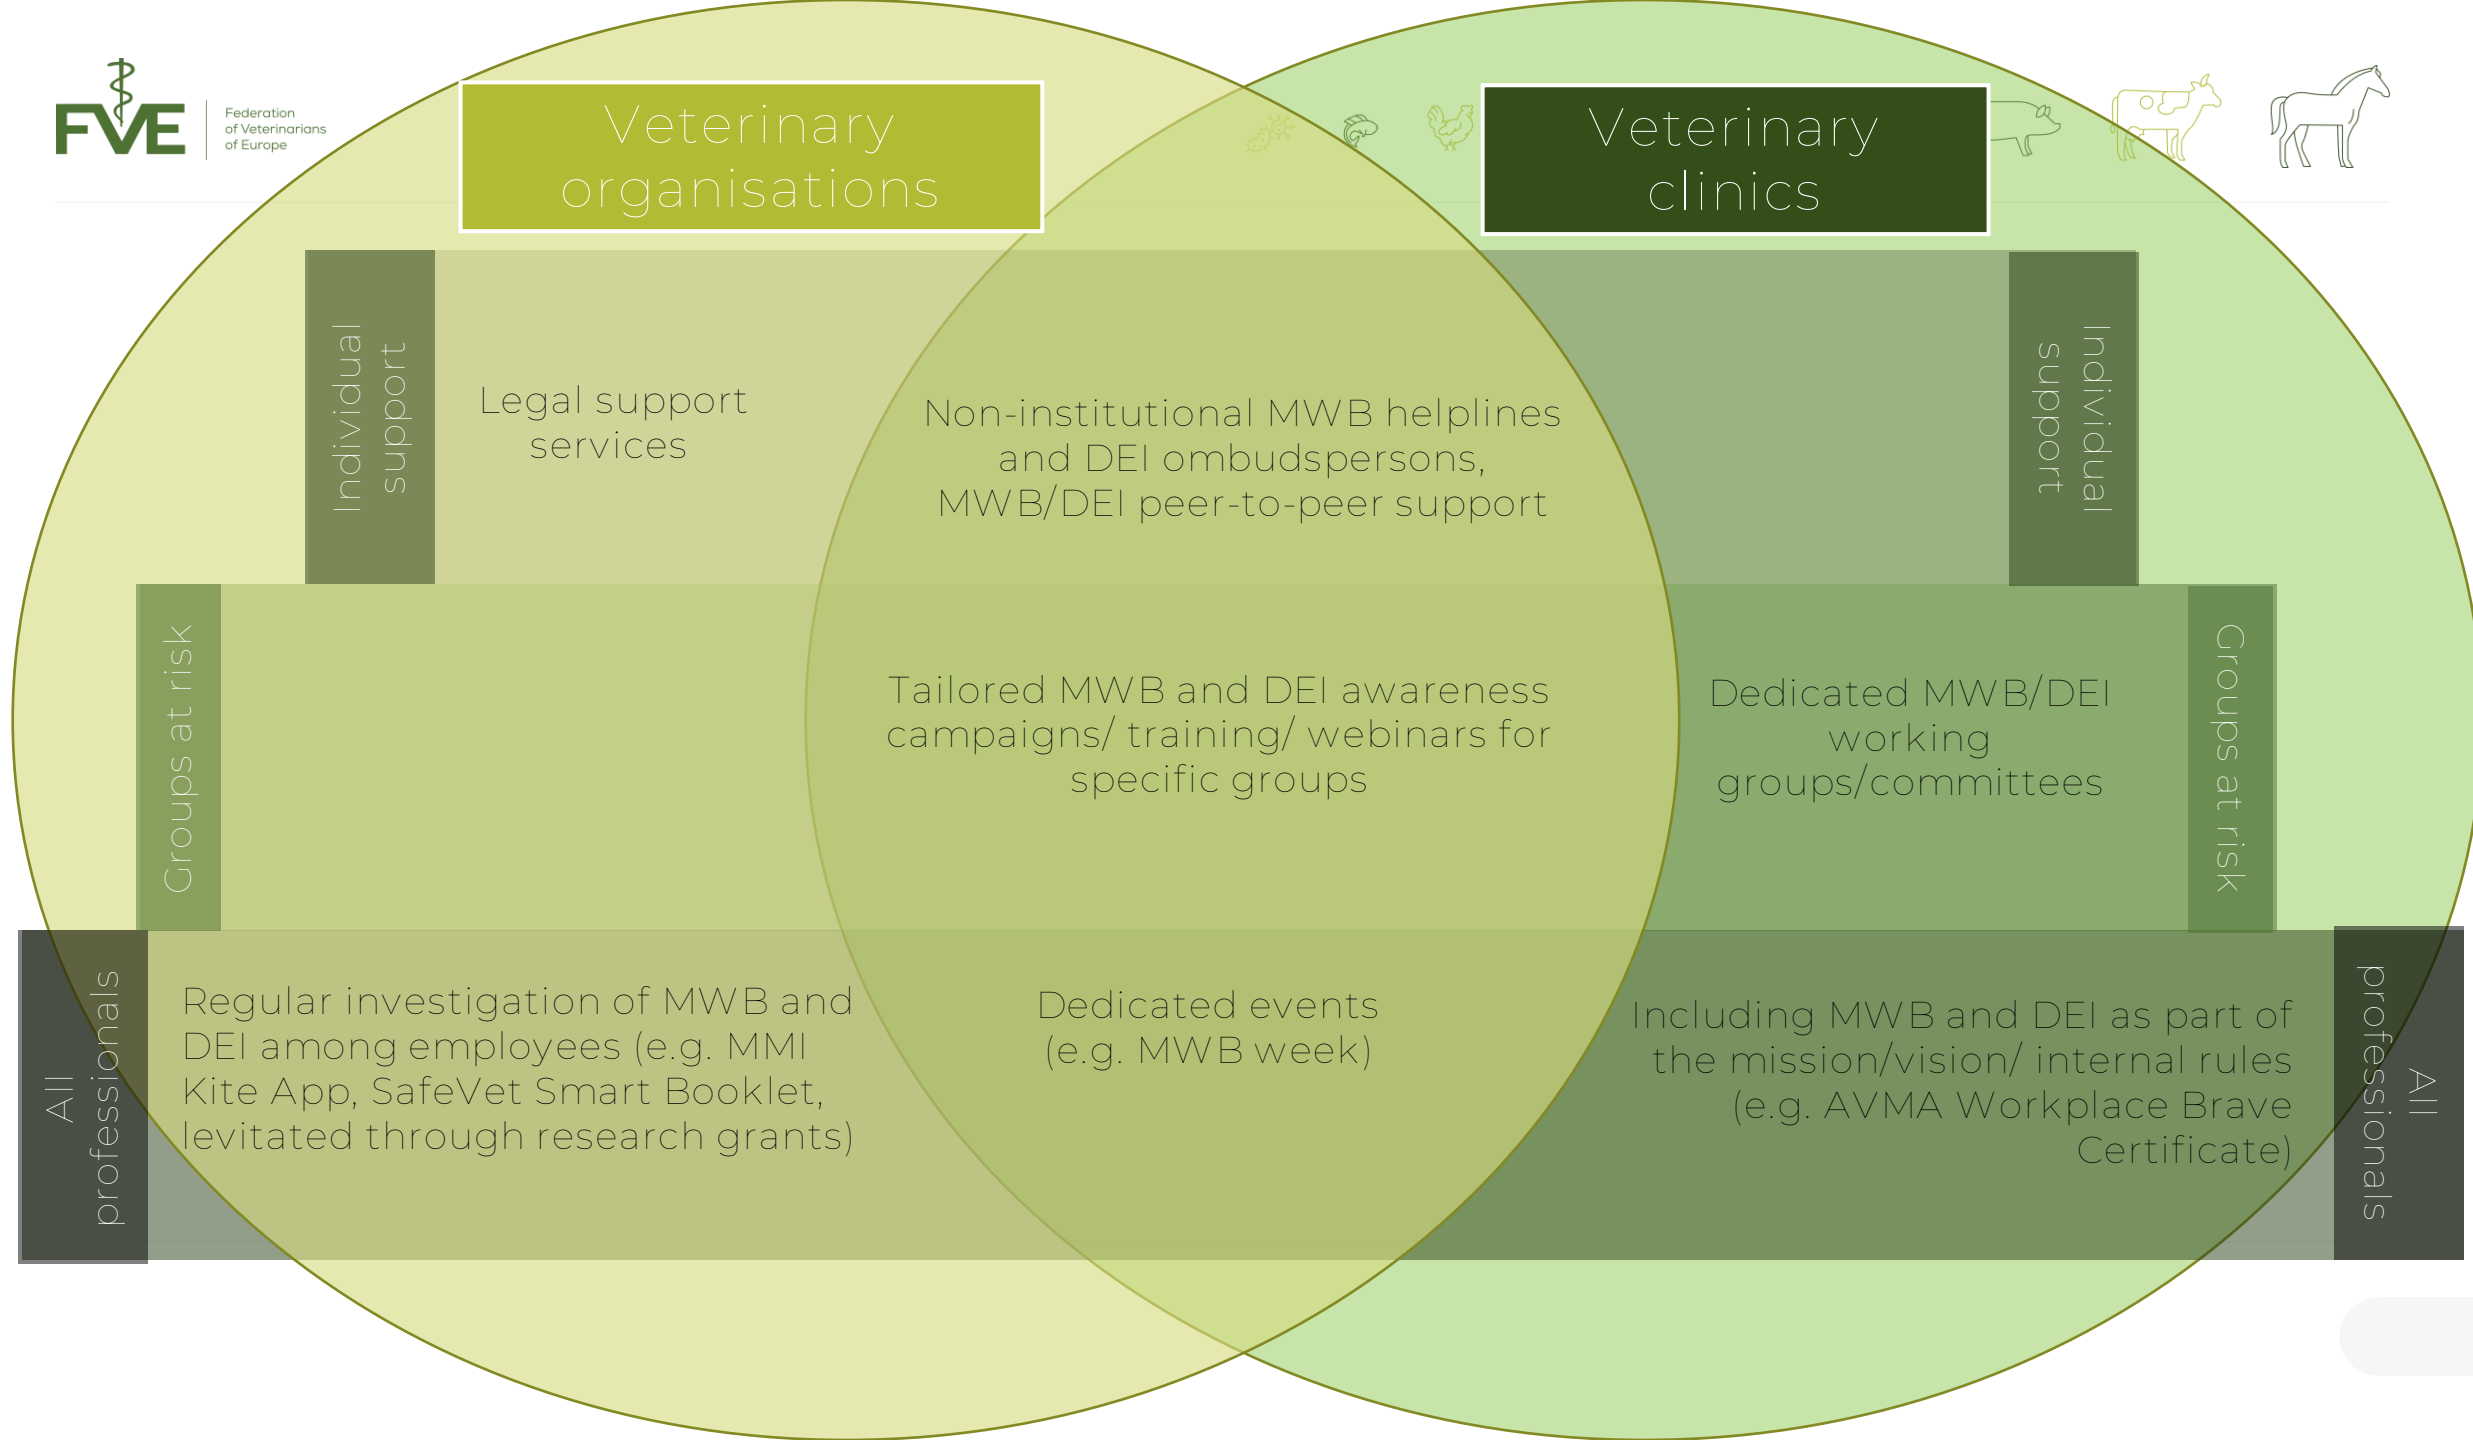 FVE
Federation
of Veterinarians
of Europe
Veterinary
organisations
Veterinary
clinics
Individual
support
Legal support
services
Non-institutional MWB helplines
and DEI ombudspersons,
MWB/DEI peer-to-peer support
Individual
support
Groups at risk
Tailored MWB and DEI awareness
campaigns/ training/ webinars for
specific groups
Dedicated MWB/DEI
working
groups/committees
Groups at risk
All
professionals
Regular investigation of MWB and
DEI among employees (e.g. MMI
Kite App, SafeVet Smart Booklet,
levitated through research grants)
Dedicated events
(e.g. MWB week)
Including MWB and DEI as part of
the mission/vision/ internal rules
(e.g. AVMA Workplace Brave
Certificate)
All
professionals